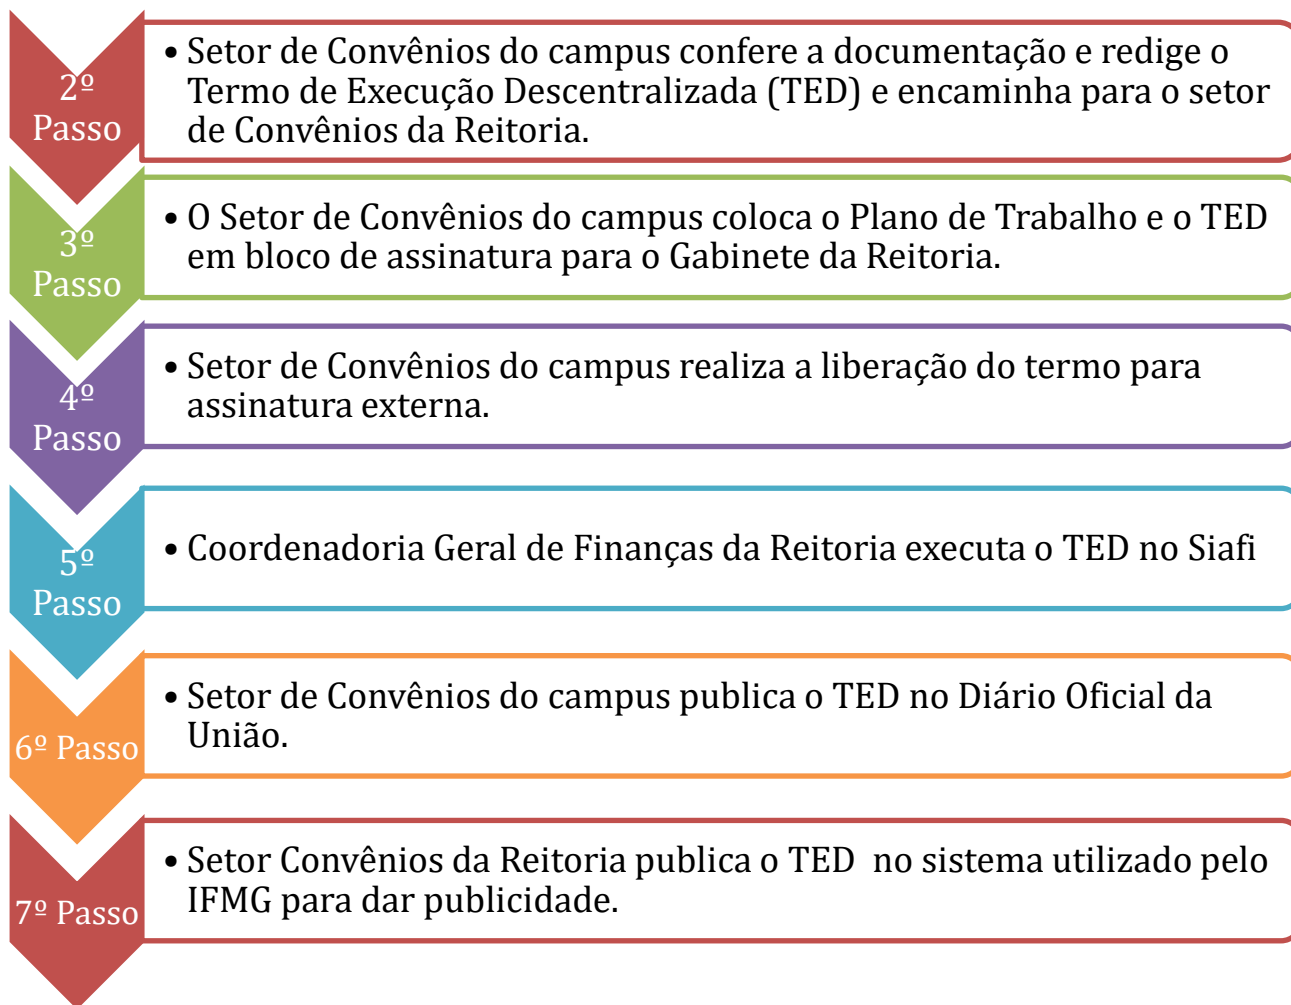 2º
Passo
• Setor de Convênios do campus confere a documentação e redige o
Termo de Execução Descentralizada (TED) e encaminha para o setor
de Convênios da Reitoria.
3º
Passo
• O Setor de Convênios do campus coloca o Plano de Trabalho e o TED
em bloco de assinatura para o Gabinete da Reitoria.
4º
Passo
• Setor de Convênios do campus realiza a liberação do termo para
assinatura externa.
5º
Passo
• Coordenadoria Geral de Finanças da Reitoria executa o TED no Siafi
6º Passo
• Setor de Convênios do campus publica o TED no Diário Oficial da
União.
7º Passo
• Setor Convênios da Reitoria publica o TED  no sistema utilizado pelo
IFMG para dar publicidade.